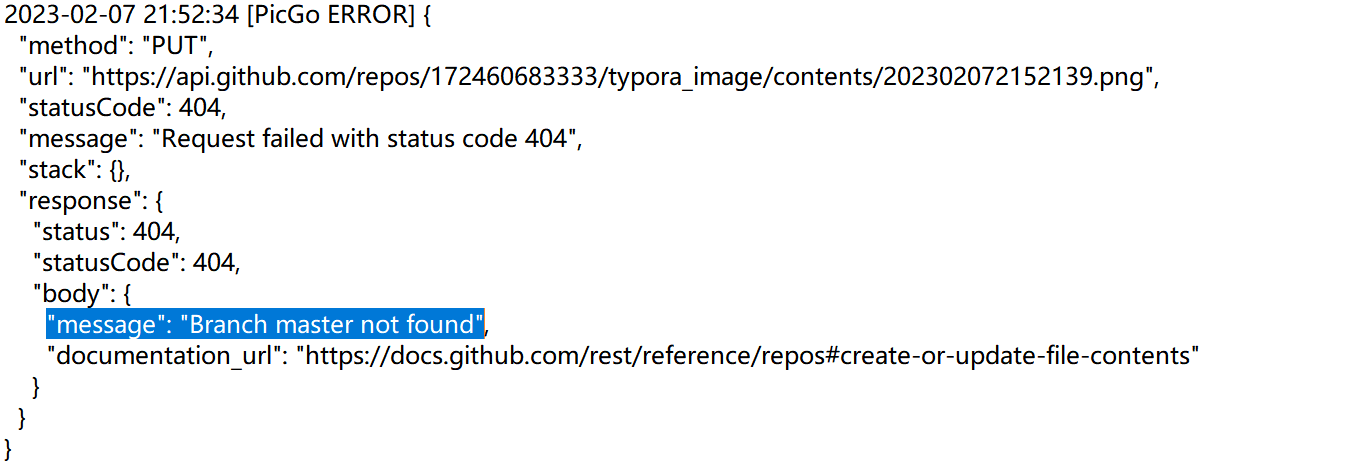 2023-02-07 21:52:34 [PicGo ERROR] {
"method": "PUT",
"url": "https://api.github.com/repos/172460683333/typora_image/contents/202302072152139.png",
"statusCode": 404,
"message": "Request failed with status code 404",
"stack": {},
"response": {
"status": 404,
"statusCode": 404,
"body": {
"message": "Branch master not found",
"documentation_url": "https://docs.github.com/rest/reference/repos#create-or-update-file-contents"
}
}
}